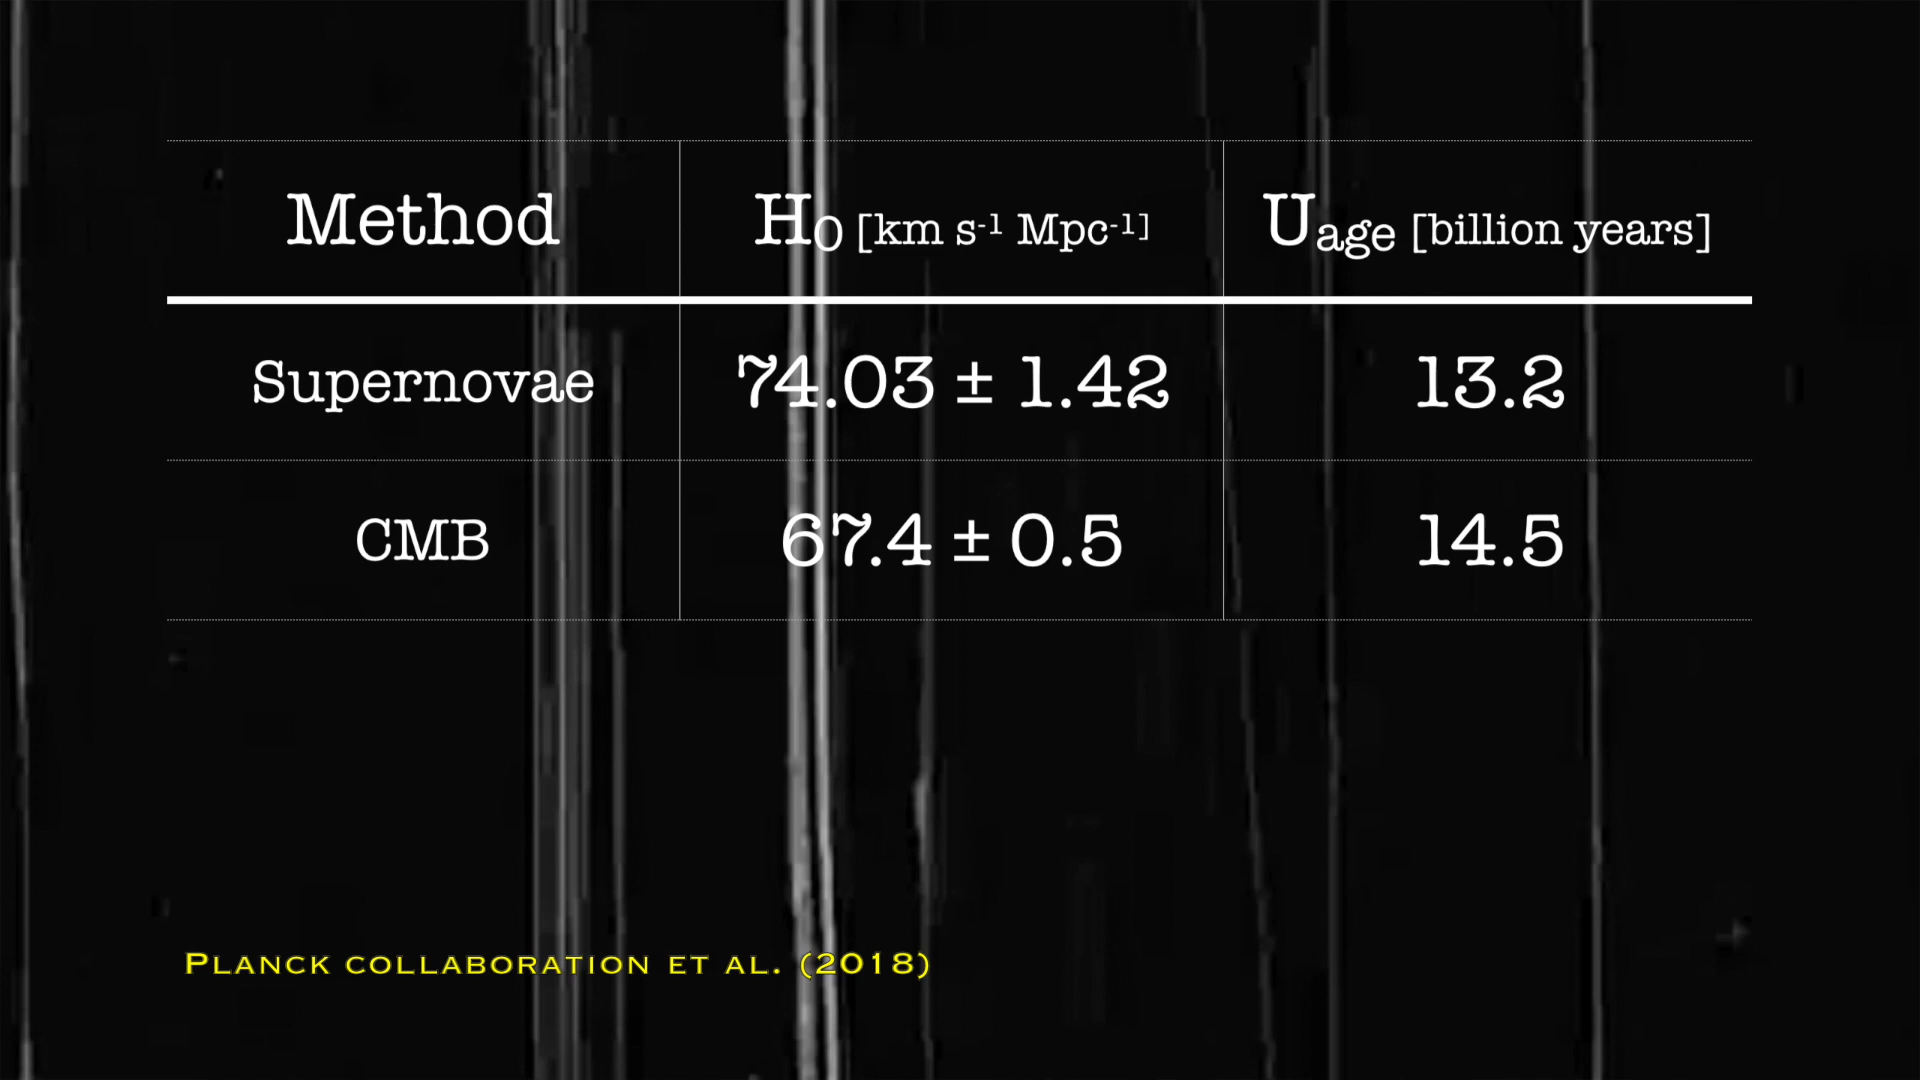 Method H₀ [km s⁻¹ Mpc⁻¹] Uage [billion years]
Supernovae 74.03 ± 1.42 13.2
CMB 67.4 ± 0.5 14.5
PLANCK COLLABORATION ET AL. (2018)